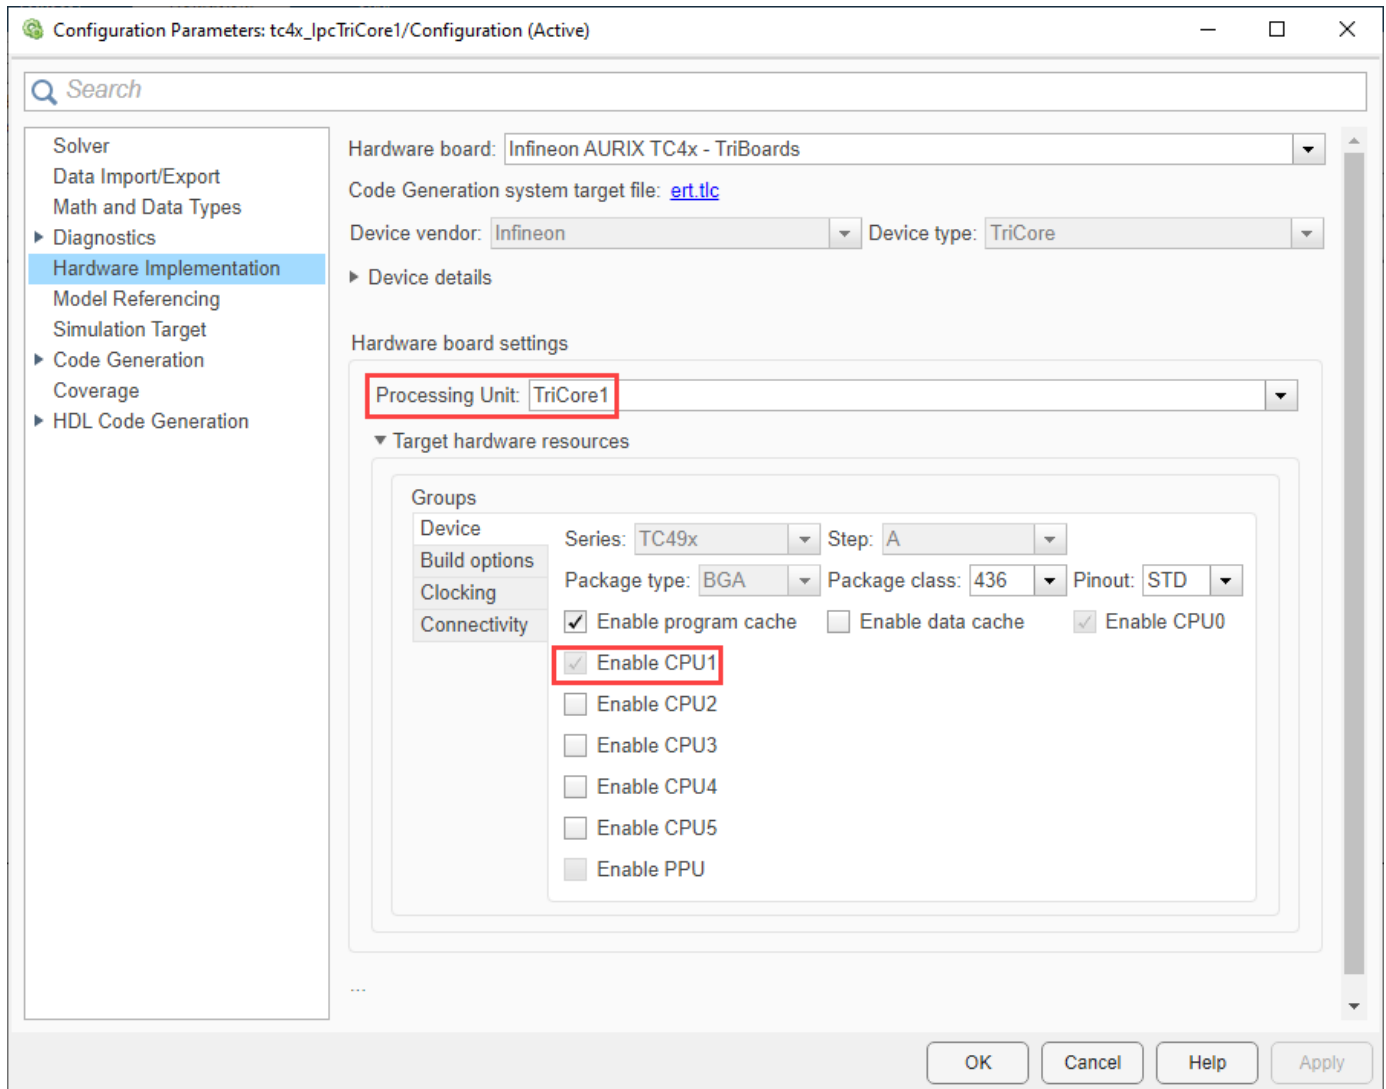 Configuration Parameters: tc4x_IpcTriCore1/Configuration (Active)
Search
Solver
Data Import/Export
Math and Data Types
Diagnostics
Hardware Implementation
Model Referencing
Simulation Target
Code Generation
Coverage
HDL Code Generation
Hardware board: Infineon AURIX TC4x - TriBoards
Code Generation system target file: ert.tlc
Device vendor: Infineon Device type: TriCore
Device details
Hardware board settings
Processing Unit: TriCore1
Target hardware resources
Groups
Device
Build options
Clocking
Connectivity
Series: TC49x Step: A
Package type: BGA Package class: 436 Pinout: STD
Enable program cache Enable data cache Enable CPU0
Enable CPU1
Enable CPU2
Enable CPU3
Enable CPU4
Enable CPU5
Enable PPU
...
OK Cancel Help Apply